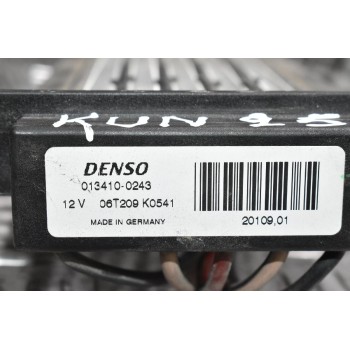 KUN 25
DENSO
013410-0243
12 V 06T209 K0541
MADE IN GERMANY
20109,01